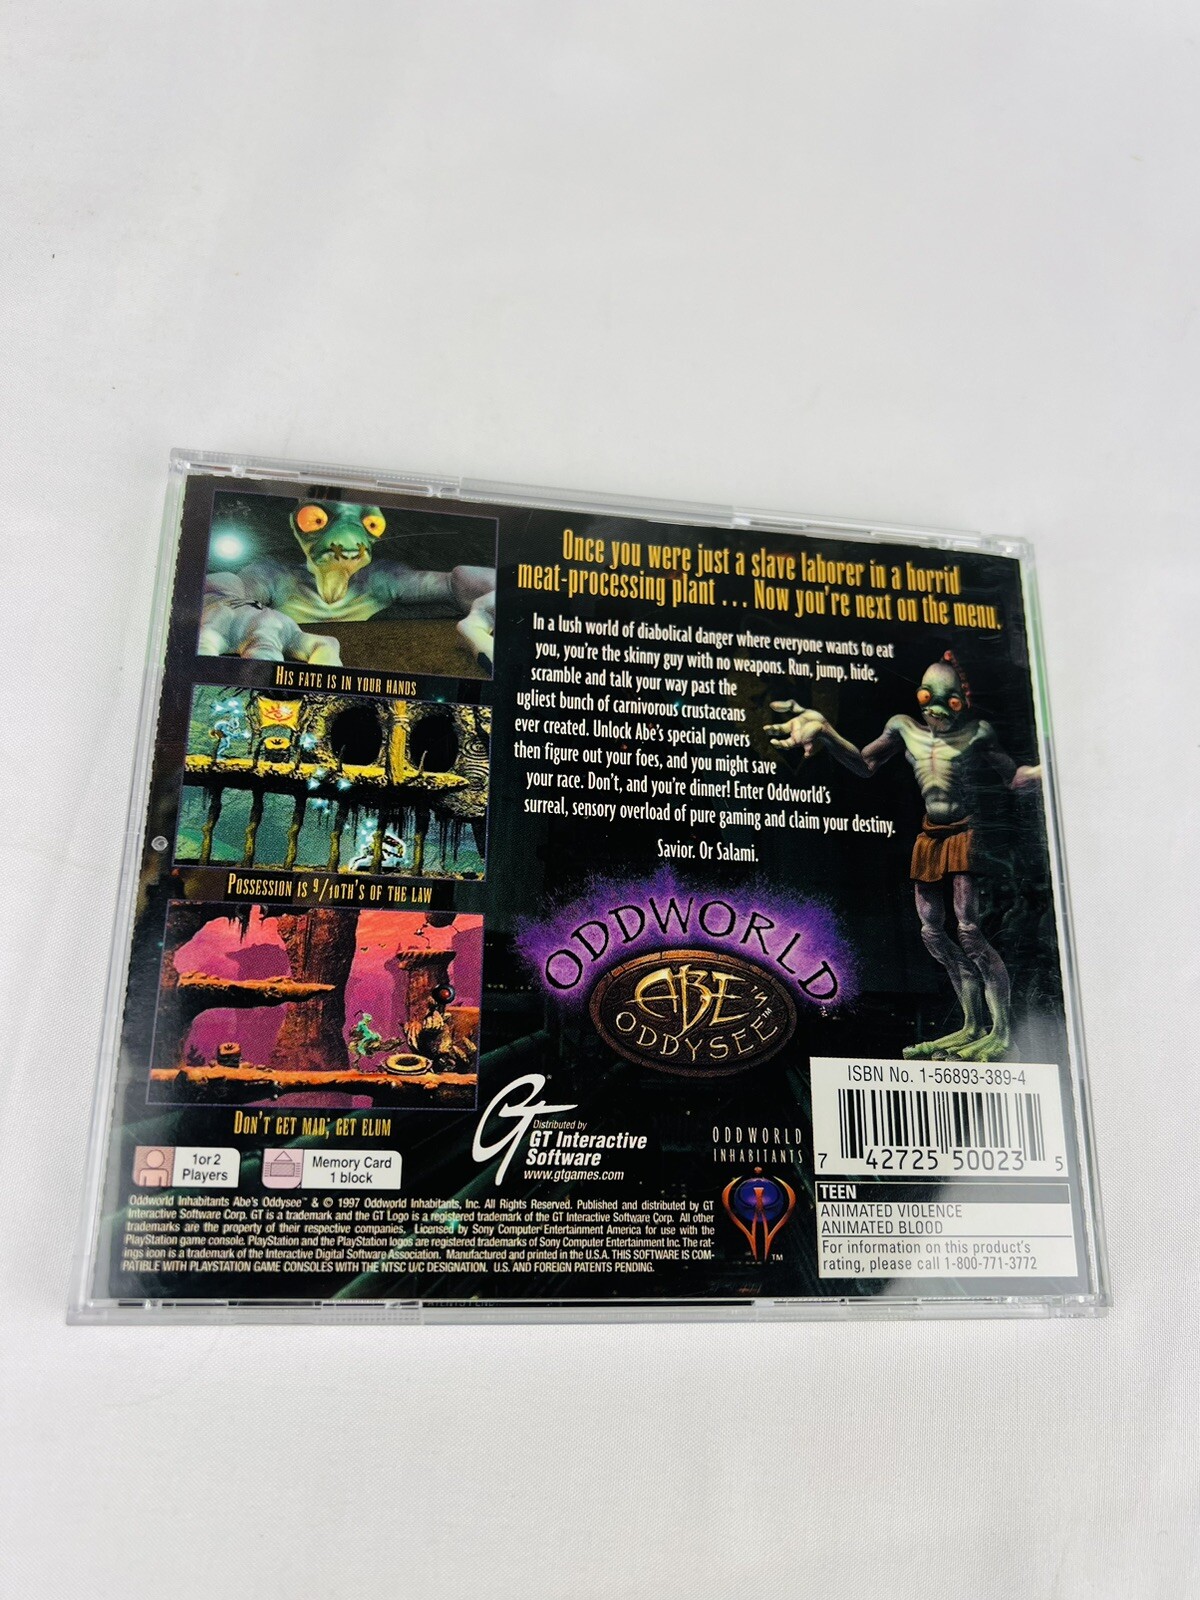 Once you were just a slave laborer in a horrid
meat-processing plant ... Now you're next on the menu.
In a lush world of diabolical danger where everyone wants to eat
you, you're the skinny guy with no weapons. Run, jump, hide,
scramble and talk your way past the
ugliest bunch of carnivorous crustaceans
ever created. Unlock Abe's special powers
then figure out your foes, and you might save
your race. Don't, and you're dinner! Enter Oddworld's
surreal, sensory overload of pure gaming and claim your destiny.
Savior. Or Salami.
HIS FATE IS IN YOUR HANDS
POSSESSION IS 9/10TH'S OF THE LAW
DON'T GET MAD, GET ELUM
ODDWORLD
ABE'S
ODDYSEE™
GT
Distributed by
GT Interactive
Software
www.gtgames.com
ODDWORLD
INHABITANTS
™
ISBN No. 1-56893-389-4
7 42725 50023 5
TEEN
ANIMATED VIOLENCE
ANIMATED BLOOD
For information on this product's
rating, please call 1-800-771-3772
1 or 2
Players
Memory Card
1 block
Oddworld Inhabitants Abe's Oddysee™ & © 1997 Oddworld Inhabitants, Inc. All Rights Reserved. Published and distributed by GT
Interactive Software Corp. GT is a trademark and the GT Logo is a registered trademark of the GT Interactive Software Corp. All other
trademarks are the property of their respective companies. Licensed by Sony Computer Entertainment America for use with the
PlayStation game console. PlayStation and the PlayStation logos are registered trademarks of Sony Computer Entertainment Inc. The rat-
ings icon is a trademark of the Interactive Digital Software Association. Manufactured and printed in the U.S.A. THIS SOFTWARE IS COM-
PATIBLE WITH PLAYSTATION GAME CONSOLES WITH THE NTSC U/C DESIGNATION. U.S. AND FOREIGN PATENTS PENDING.